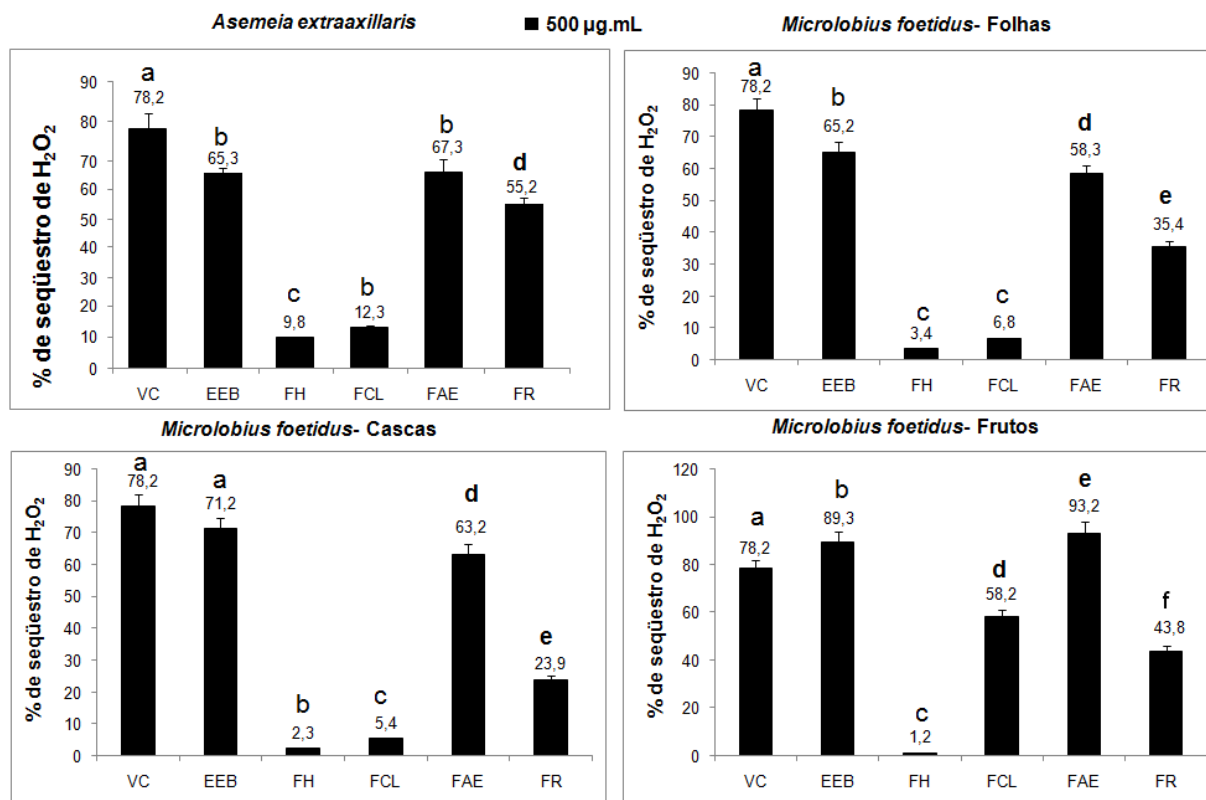 Asemeia extraaxillaris
500 µg.mL
Microlobius foetidus- Folhas
% de seqüestro de H₂O₂
90
80
70
60
50
40
30
20
10
0
a
78,2
b
65,3
c
9,8
b
12,3
b
67,3
d
55,2
VC EEB FH FCL FAE FR
% de seqüestro de H₂O₂
90
80
70
60
50
40
30
20
10
0
a
78,2
b
65,2
c
3,4
c
6,8
d
58,3
e
35,4
VC EEB FH FCL FAE FR
Microlobius foetidus- Cascas
% de seqüestro de H₂O₂
90
80
70
60
50
40
30
20
10
0
a
78,2
a
71,2
b
2,3
c
5,4
d
63,2
e
23,9
VC EEB FH FCL FAE FR
Microlobius foetidus- Frutos
% de seqüestro de H₂O₂
120
100
80
60
40
20
0
a
78,2
b
89,3
c
1,2
d
58,2
e
93,2
f
43,8
VC EEB FH FCL FAE FR